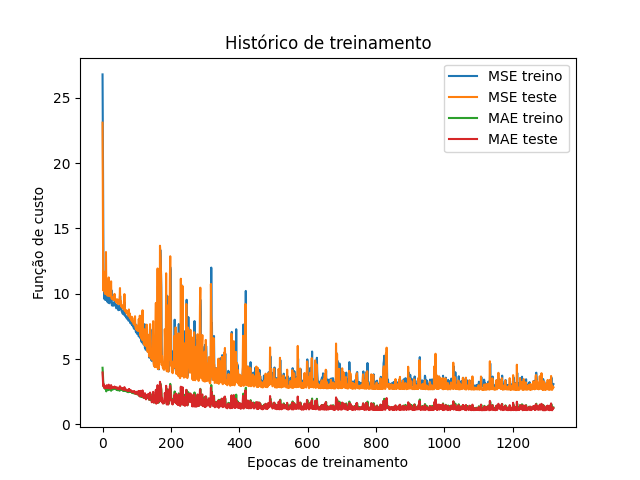 Histórico de treinamento
MSE treino
MSE teste
MAE treino
MAE teste
Função de custo
25
20
15
10
5
0
0 200 400 600 800 1000 1200
Epocas de treinamento